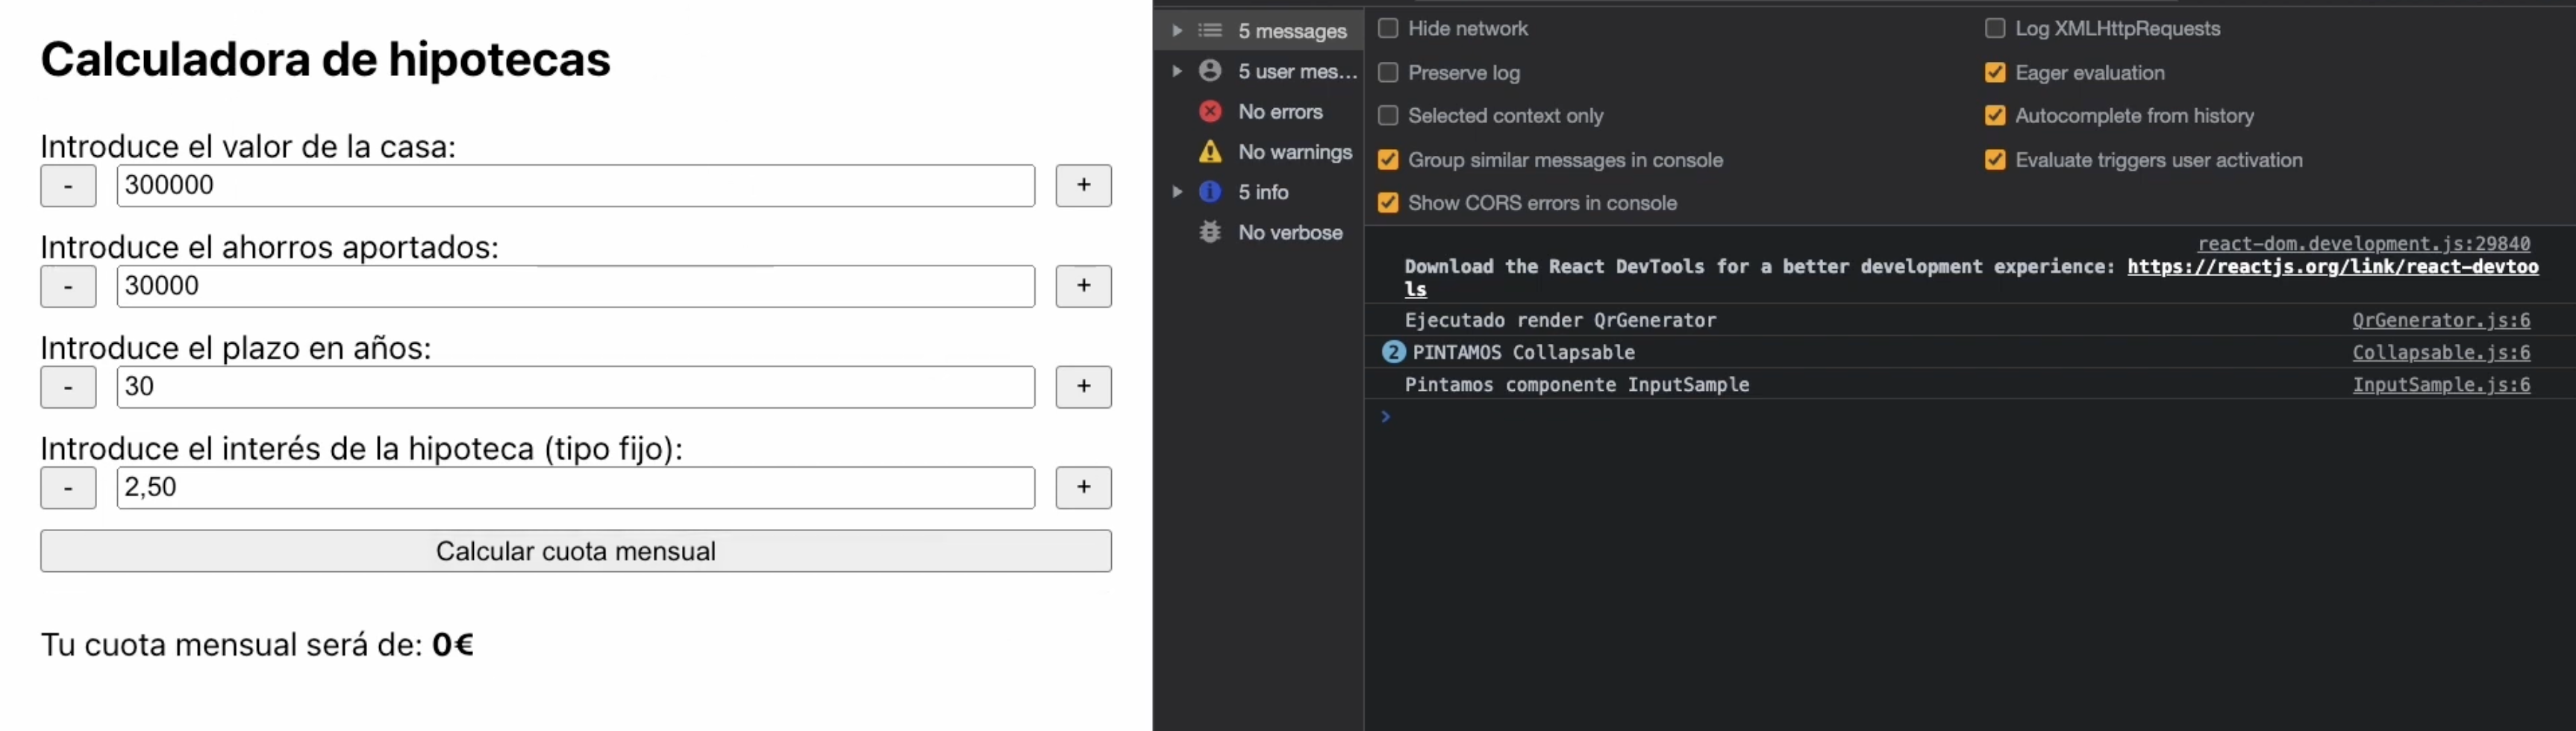 Calculadora de hipotecas
Introduce el valor de la casa:
- 300000 +
Introduce el ahorros aportados:
- 30000 +
Introduce el plazo en años:
- 30 +
Introduce el interés de la hipoteca (tipo fijo):
- 2,50 +
Calcular cuota mensual
Tu cuota mensual será de: 0€
5 messages
5 user mes...
No errors
No warnings
5 info
No verbose
Hide network
Preserve log
Selected context only
Group similar messages in console
Show CORS errors in console
Log XMLHttpRequests
Eager evaluation
Autocomplete from history
Evaluate triggers user activation
react-dom.development.js:29840
Download the React DevTools for a better development experience: https://reactjs.org/link/react-devtoo
ls
Ejecutado render QrGenerator QrGenerator.js:6
2 PINTAMOS Collapsable Collapsable.js:6
Pintamos componente InputSample InputSample.js:6
>